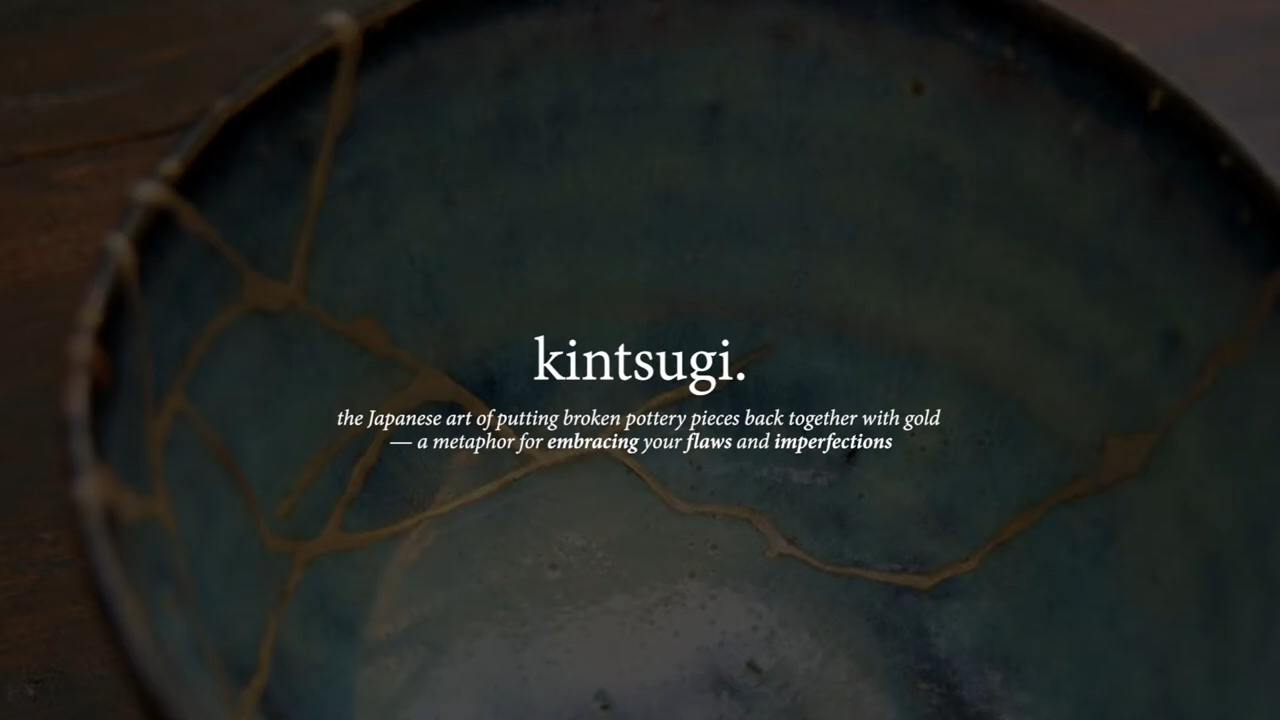 kintsugi.
the Japanese art of putting broken pottery pieces back together with gold
— a metaphor for embracing your flaws and imperfections